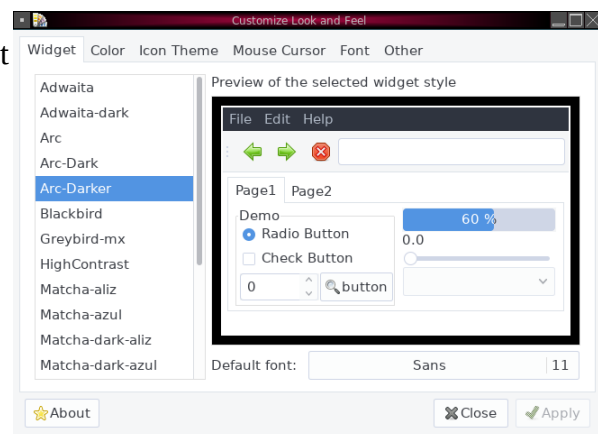 Customize Look and Feel
t
Widget Color Icon Theme Mouse Cursor Font Other
Adwaita
Adwaita-dark
Arc
Arc-Dark
Arc-Darker
Blackbird
Greybird-mx
HighContrast
Matcha-aliz
Matcha-azul
Matcha-dark-aliz
Matcha-dark-azul
Preview of the selected widget style
File Edit Help
Page1 Page2
Demo
Radio Button
Check Button
0 button
60 %
0.0
Default font: Sans 11
About Close Apply